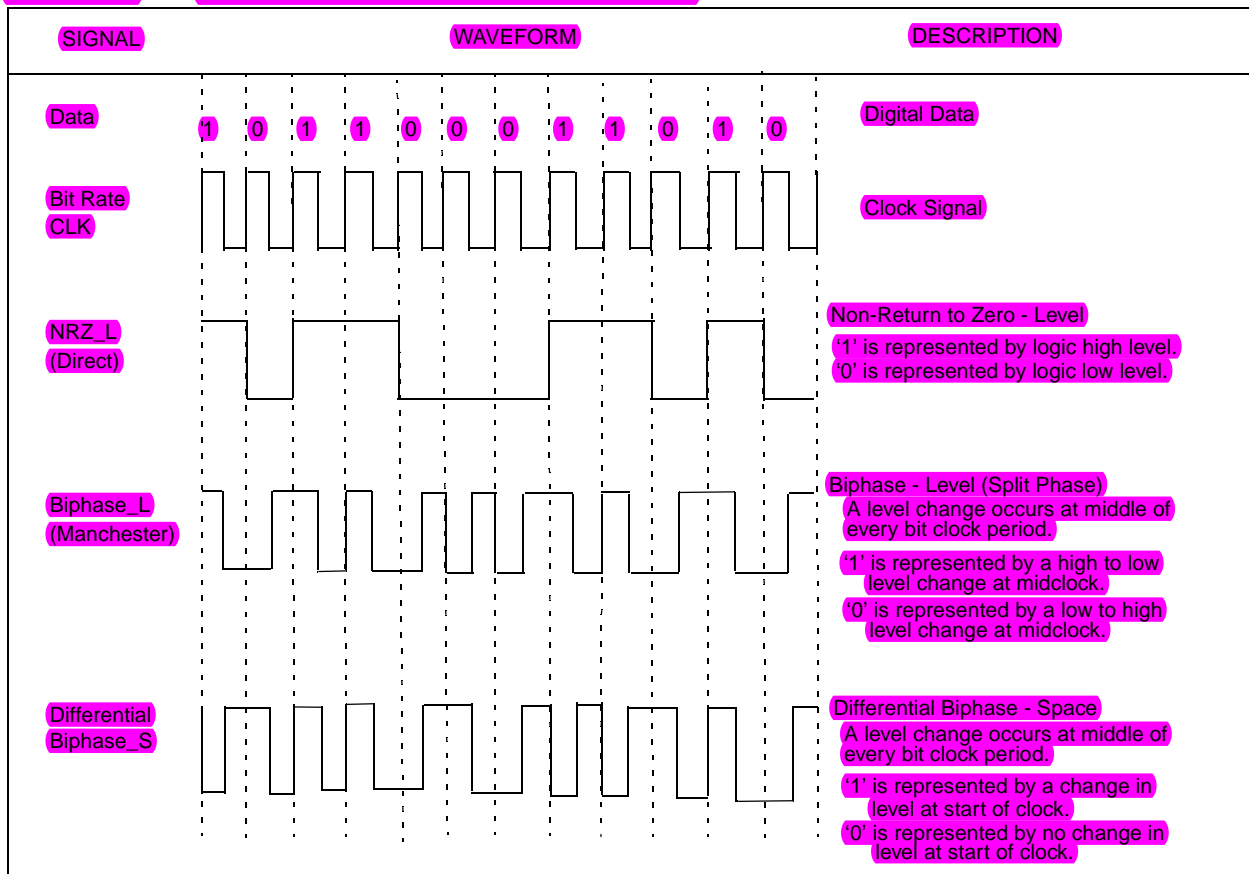 SIGNAL WAVEFORM DESCRIPTION
Data 1 0 1 1 0 0 0 1 1 0 1 0 Digital Data
Bit Rate
CLK
Clock Signal
NRZ_L
(Direct)
Non-Return to Zero - Level
‘1’ is represented by logic high level.
‘0’ is represented by logic low level.
Biphase_L
(Manchester)
Biphase - Level (Split Phase)
A level change occurs at middle of
every bit clock period.
‘1’ is represented by a high to low
level change at midclock.
‘0’ is represented by a low to high
level change at midclock.
Differential
Biphase_S
Differential Biphase - Space
A level change occurs at middle of
every bit clock period.
‘1’ is represented by a change in
level at start of clock.
‘0’ is represented by no change in
level at start of clock.